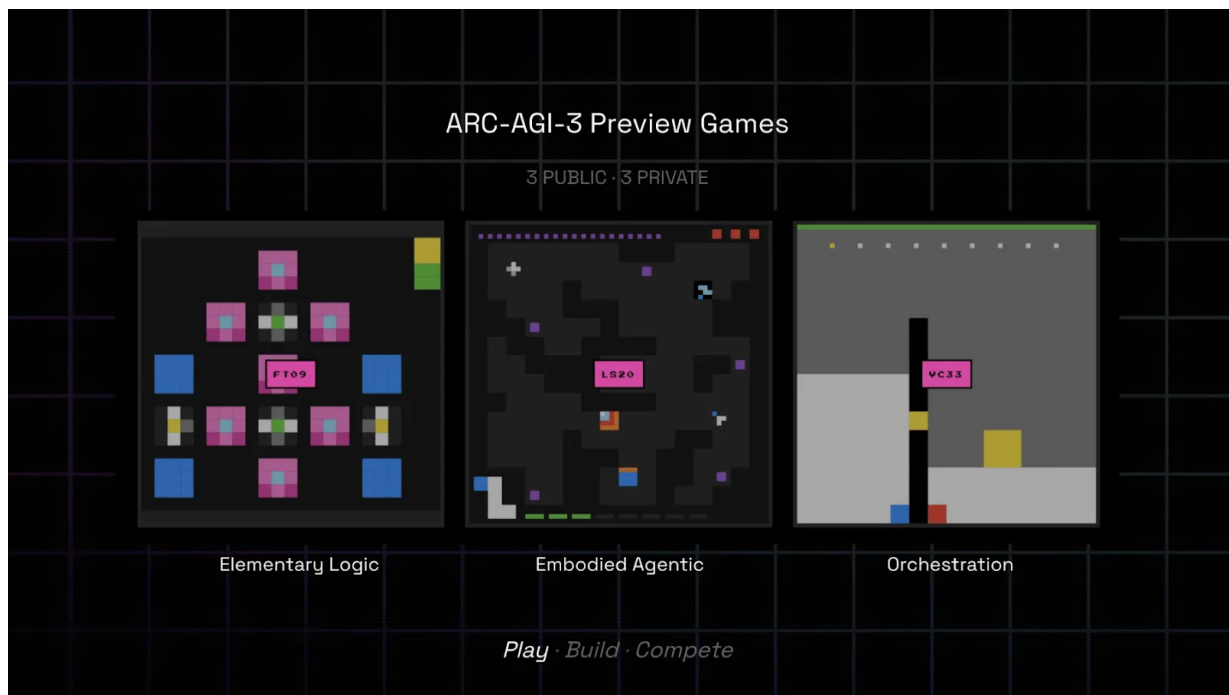 ARC-AGI-3 Preview Games
3 PUBLIC · 3 PRIVATE
FT09
LS20
VC33
Elementary Logic
Embodied Agentic
Orchestration
Play · Build · Compete